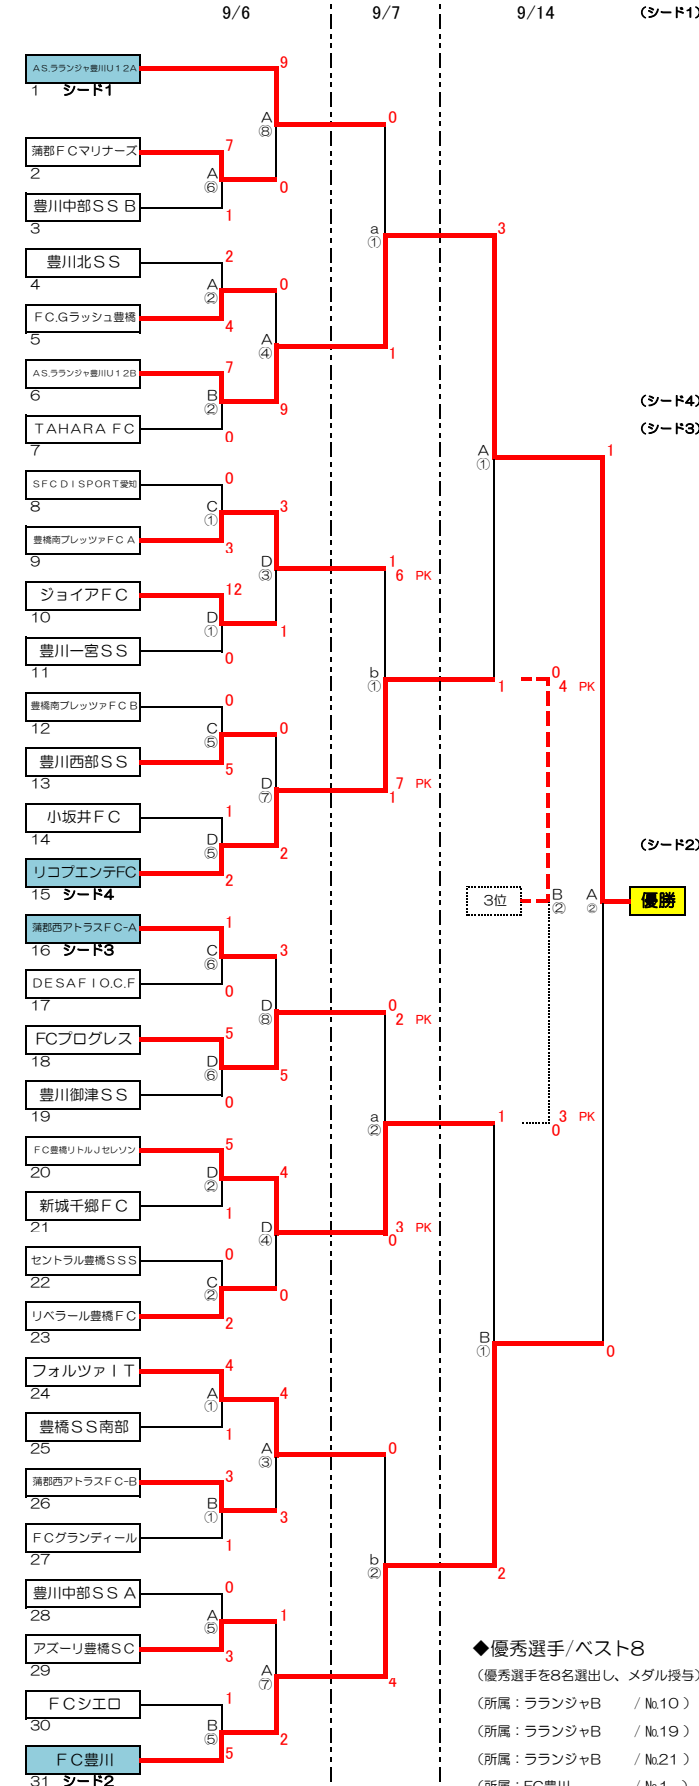 9/6 9/7 9/14 (シード1)
9
AS.ラランジャ豊川U12A
1 シード1
A ⑧ 0
蒲郡FCマリナーズ 7
2 A ⑥ 0
豊川中部SS B 1
3
a ① 3
豊川北SS 2
4 A ② 0
FC.Gラッシュ豊橋 4
5 A ④ 1
AS.ラランジャ豊川U12B 7
6 B ② 9
TAHARA FC 0
7
(シード4)
(シード3)
A ① 1
SFCDISPORT愛知 0
8 C ① 3
豊橋南プレッツァFC A 3
9 D ③ 1
6 PK
ジョイアFC 12
10 D ① 1
豊川一宮SS 0
11
b ① 1 0
4 PK
豊橋南プレッツァFC B 0
12 C ⑤ 0
豊川西部SS 5
13 D ⑦ 7 PK
1
小坂井FC 1
14 D ⑤ 2
リコプエンテFC 2
15 シード4
(シード2)
3位 B ② A ② 優勝
蒲郡西アトラスFC-A 1
16 シード3 C ⑥ 3
DESAFIO.C.F 0
17 D ⑧ 0
2 PK
FCプログレス 5
18 D ⑥ 5
豊川御津SS 0
19
a ② 1 3 PK
0
FC豊橋リトルJセレソン 5
20 D ② 4
新城千郷FC 1
21 D ④ 3 PK
0
セントラル豊橋SSS 0
22 C ② 0
リベラール豊橋FC 2
23
B ① 0
フォルツァIT 4
24 A ① 4
豊橋SS南部 1
25 A ③ 0
蒲郡西アトラスFC-B 3
26 B ① 3
FCグランディール 1
27
b ② 2
豊川中部SS A 0
28 A ⑤ 1
アズーリ豊橋SC 3
29 A ⑦ 4
FCシエロ 1
30 B ⑤ 2
FC豊川 5
31 シード2
◆優秀選手/ベスト8
(優秀選手を8名選出し、メダル授与)
(所属：ラランジャB / №10 )
(所属：ラランジャB / №19 )
(所属：ラランジャB / №21 )
(所属：FC豊川 / №1 )